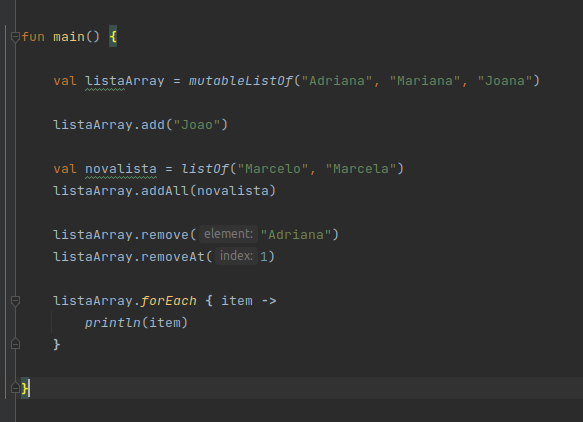 fun main() {
val listaArray = mutableListOf("Adriana", "Mariana", "Joana")
listaArray.add("Joao")
val novalista = listOf("Marcelo", "Marcela")
listaArray.addAll(novalista)
listaArray.remove( element: "Adriana")
listaArray.removeAt( index: 1)
listaArray.forEach { item ->
println(item)
}
}